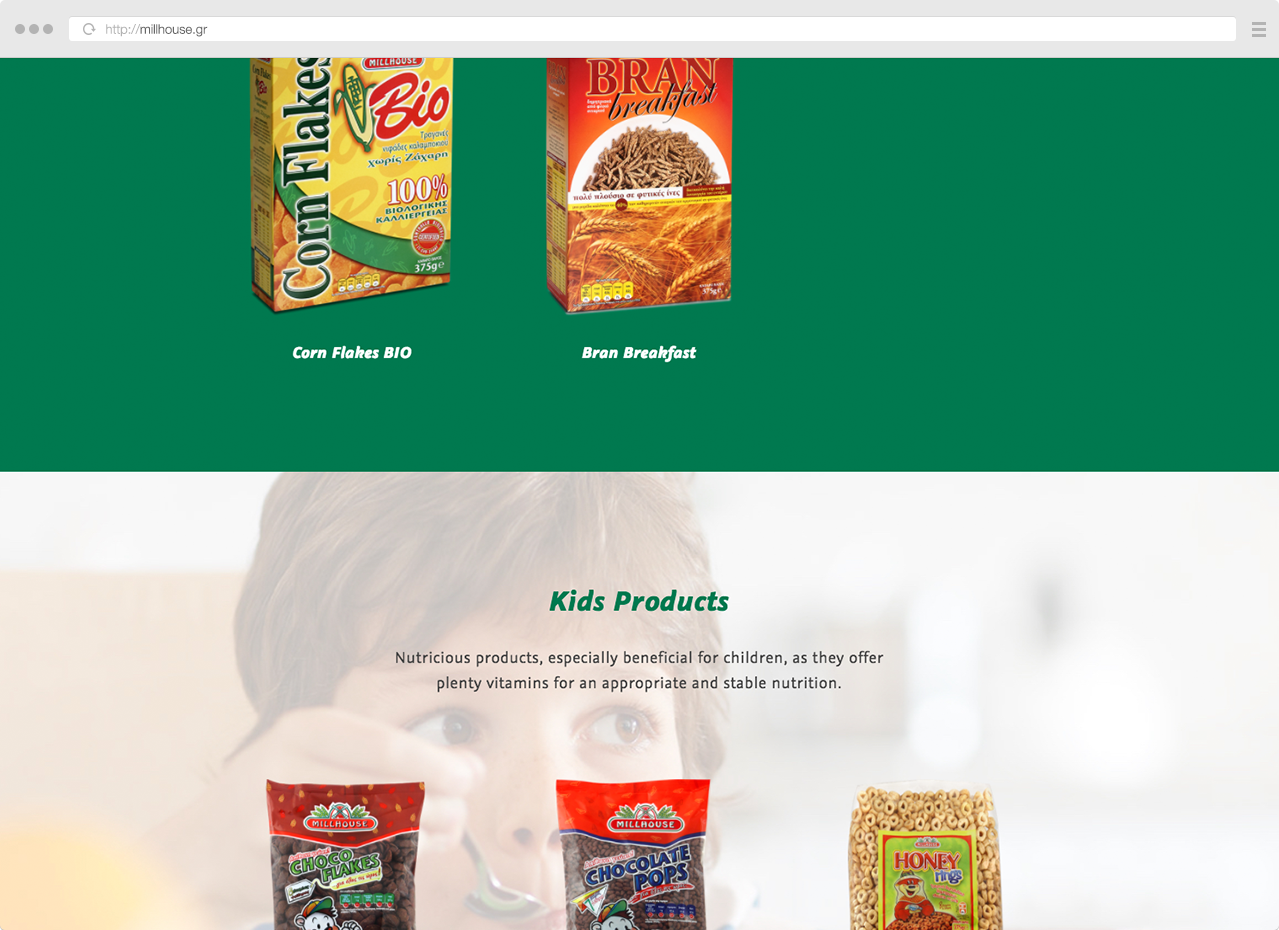 http://millhouse.gr
Corn Flakes
MILLHOUSE
Bio
Τραγανές
νιφάδες καλαμποκιού
χωρίς Ζάχαρη
100%
ΒΙΟΛΟΓΙΚΗΣ
ΚΑΛΛΙΕΡΓΕΙΑΣ
375g℮
BRAN
breakfast
πολύ πλούσιο σε φυτικές ίνες
375g℮
Corn Flakes BIO
Bran Breakfast
Kids Products
Nutricious products, especially beneficial for children, as they offer
plenty vitamins for an appropriate and stable nutrition.
MILLHOUSE
CHOCO
FLAKES
MILLHOUSE
CHOCOLATE
POPS
HONEY
rings